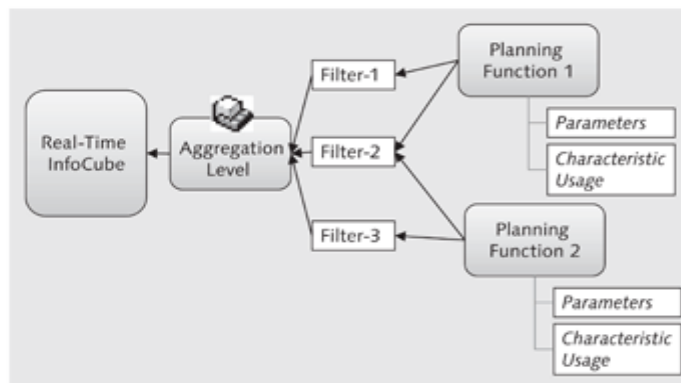 Real-Time
InfoCube
Aggregation
Level
Filter-1
Filter-2
Filter-3
Planning
Function 1
Parameters
Characteristic
Usage
Planning
Function 2
Parameters
Characteristic
Usage